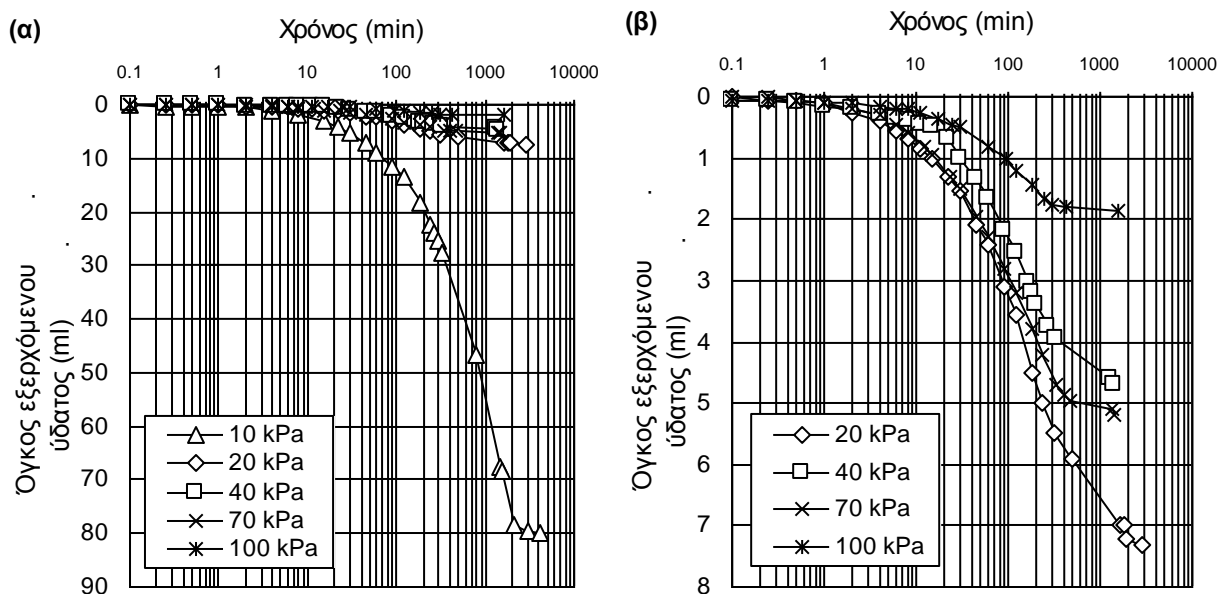 (α)
Χρόνος (min)
0.1 1 10 100 1000 10000
0
10
20
30
40
50
60
70
80
90
Όγκος εξερχόμενου
ύδατος (ml)
10 kPa
20 kPa
40 kPa
70 kPa
100 kPa
(β)
Χρόνος (min)
0.1 1 10 100 1000 10000
0
1
2
3
4
5
6
7
8
Όγκος εξερχόμενου
ύδατος (ml)
20 kPa
40 kPa
70 kPa
100 kPa